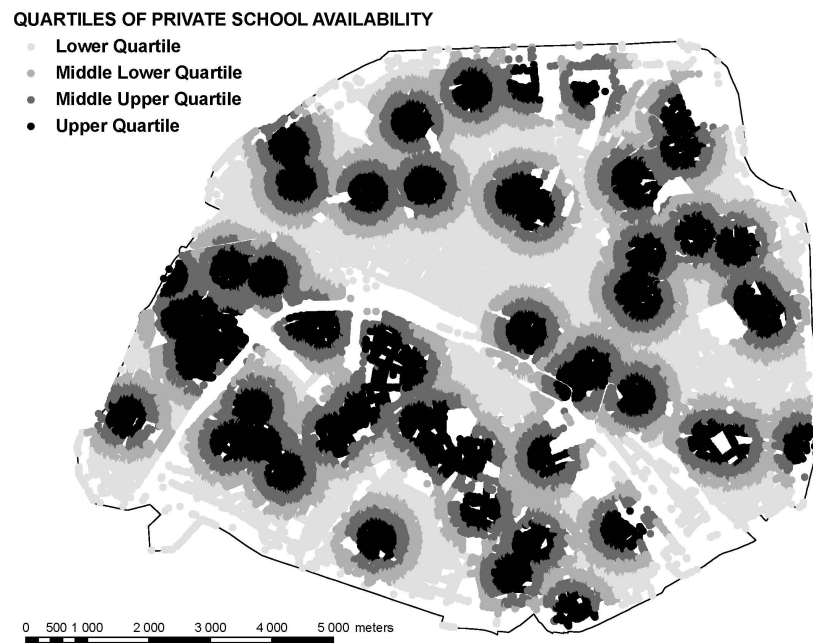 QUARTILES OF PRIVATE SCHOOL AVAILABILITY
Lower Quartile
Middle Lower Quartile
Middle Upper Quartile
Upper Quartile
0 500 1 000 2 000 3 000 4 000 5 000 meters